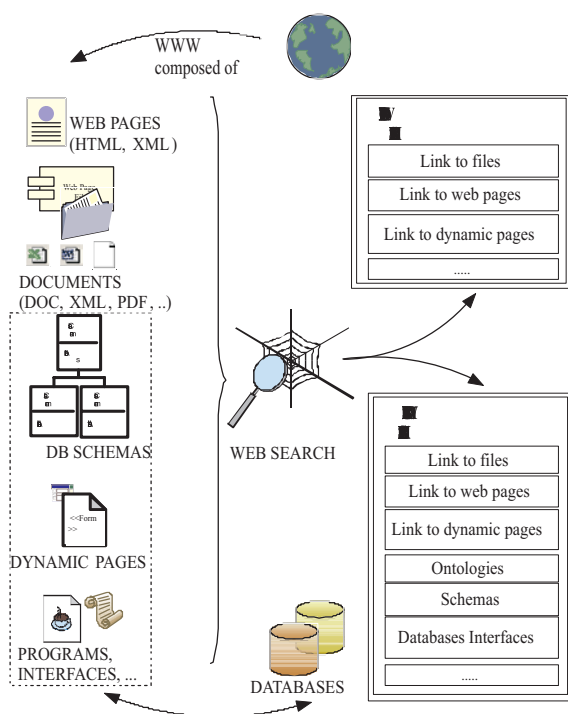 WWW
composed of
WEB PAGES
(HTML, XML )
DOCUMENTS
(DOC, XML, PDF, ..)
DB SCHEMAS
<<Form
>>
DYNAMIC PAGES
PROGRAMS,
INTERFACES, ...
WEB SEARCH
DATABASES
Link to files
Link to web pages
Link to dynamic pages
.....
Link to files
Link to web pages
Link to dynamic pages
Ontologies
Schemas
Databases Interfaces
.....